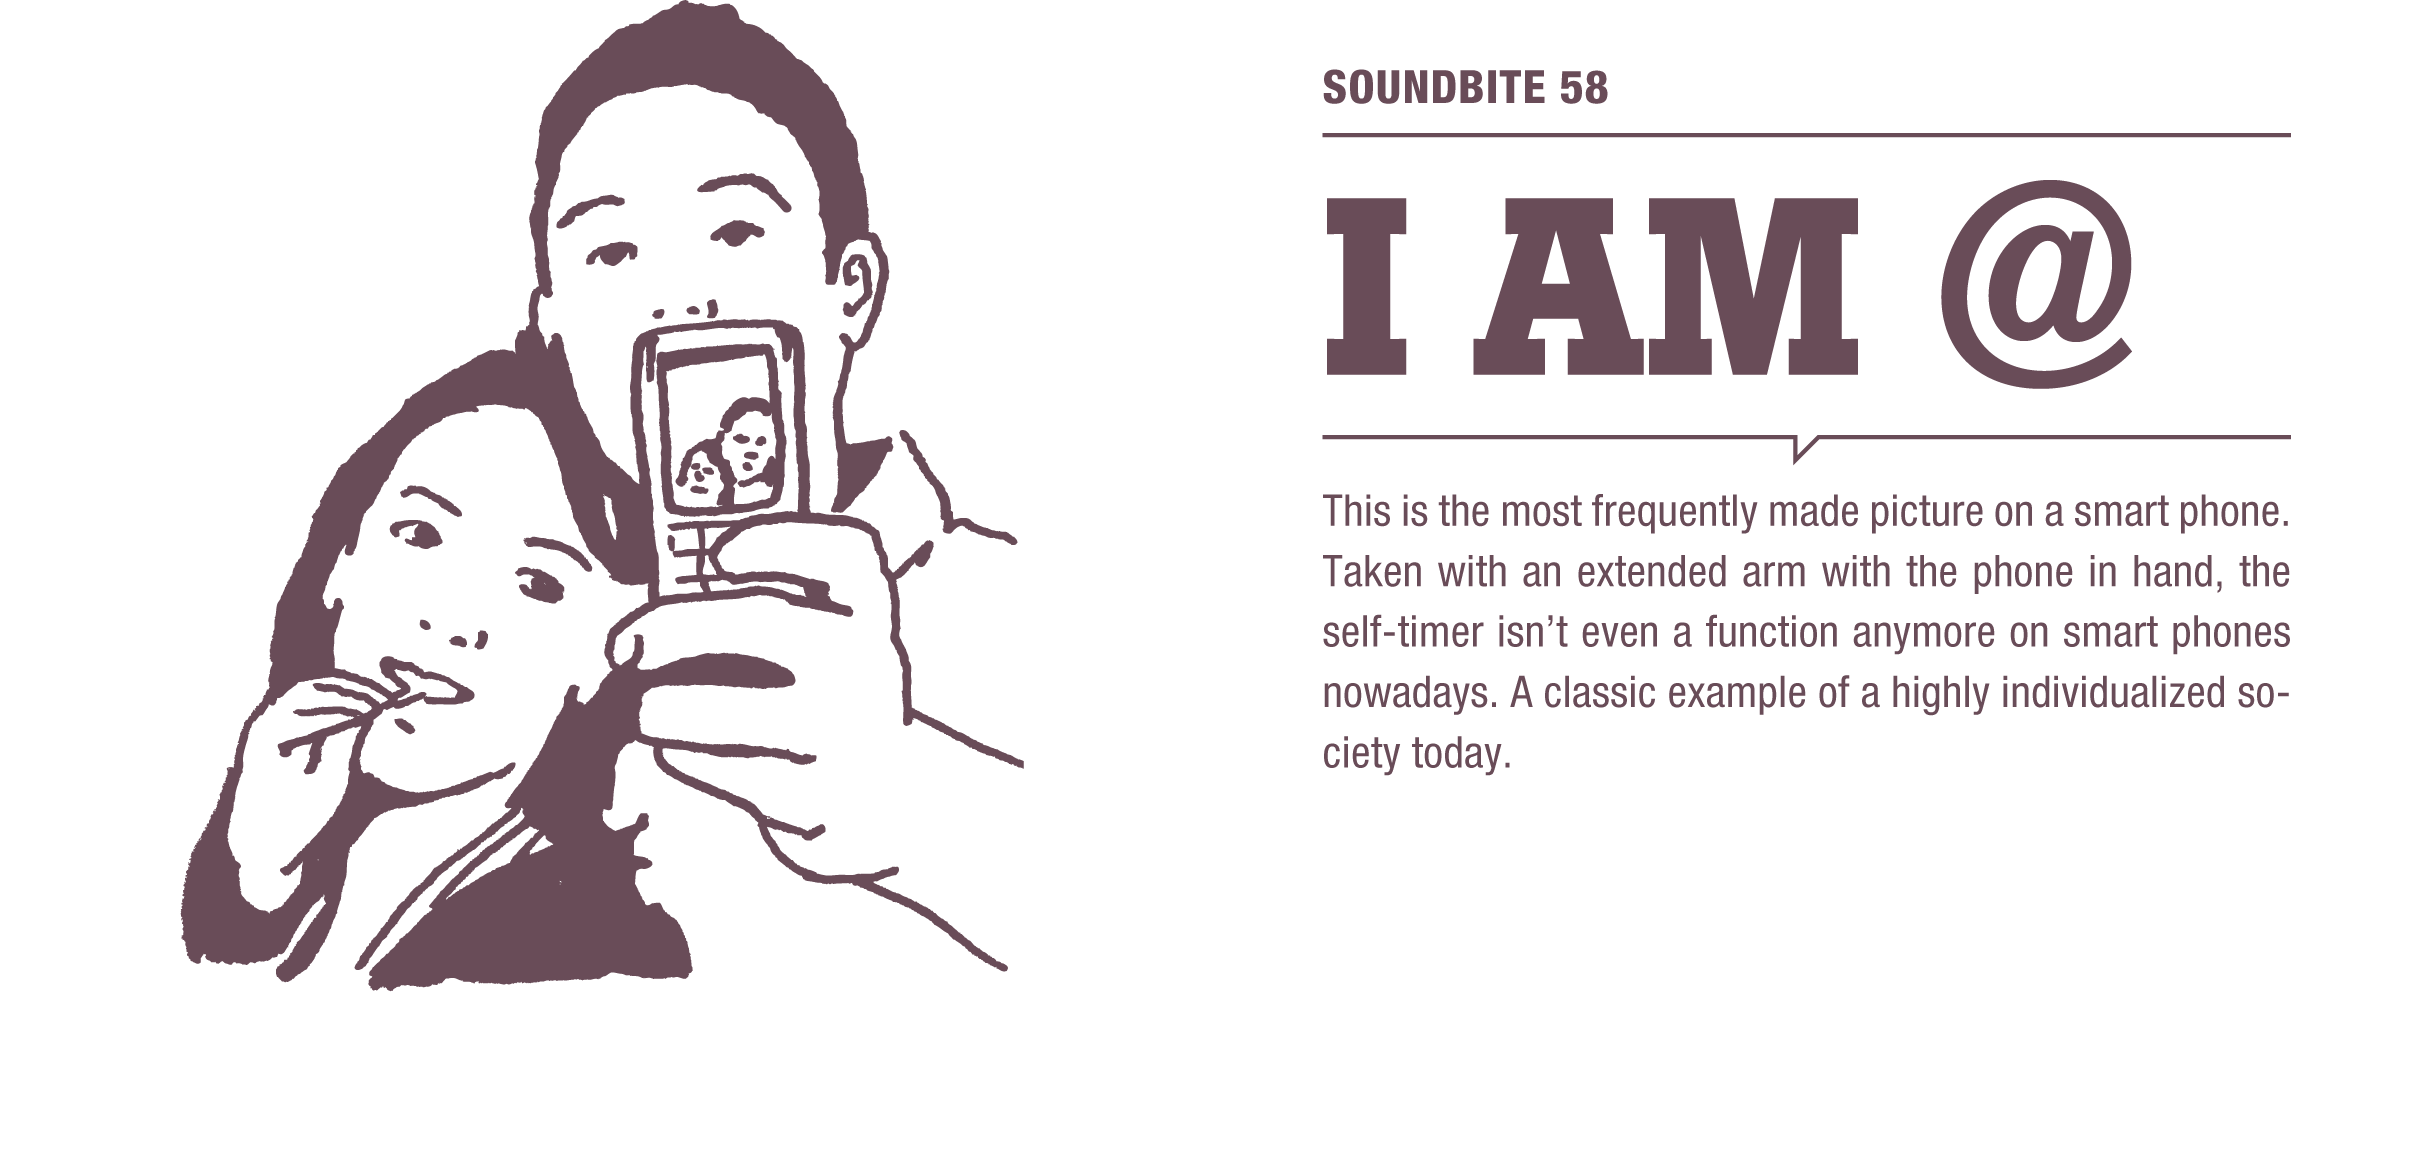 SOUNDBITE 58
I AM @
This is the most frequently made picture on a smart phone.
Taken with an extended arm with the phone in hand, the
self-timer isn’t even a function anymore on smart phones
nowadays. A classic example of a highly individualized so-
ciety today.